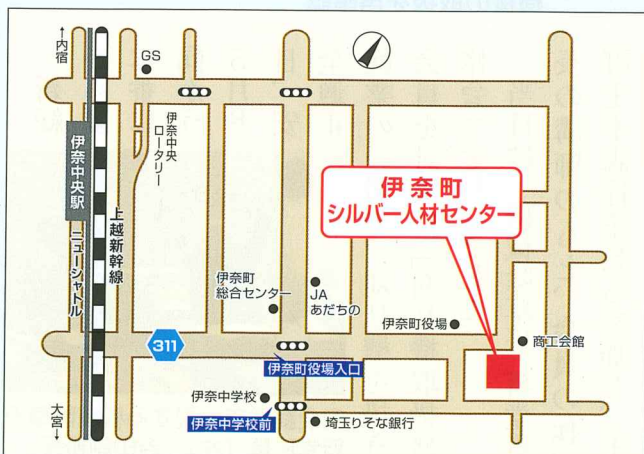 ←内宿
GS
伊奈中央
ロータリー
伊奈中央駅
ニューシャトル
上越新幹線
伊奈町
シルバー人材センター
伊奈町
総合センター
JA
あだちの
伊奈町役場
商工会館
311
伊奈町役場入口
伊奈中学校
伊奈中学校前
埼玉りそな銀行
大宮→